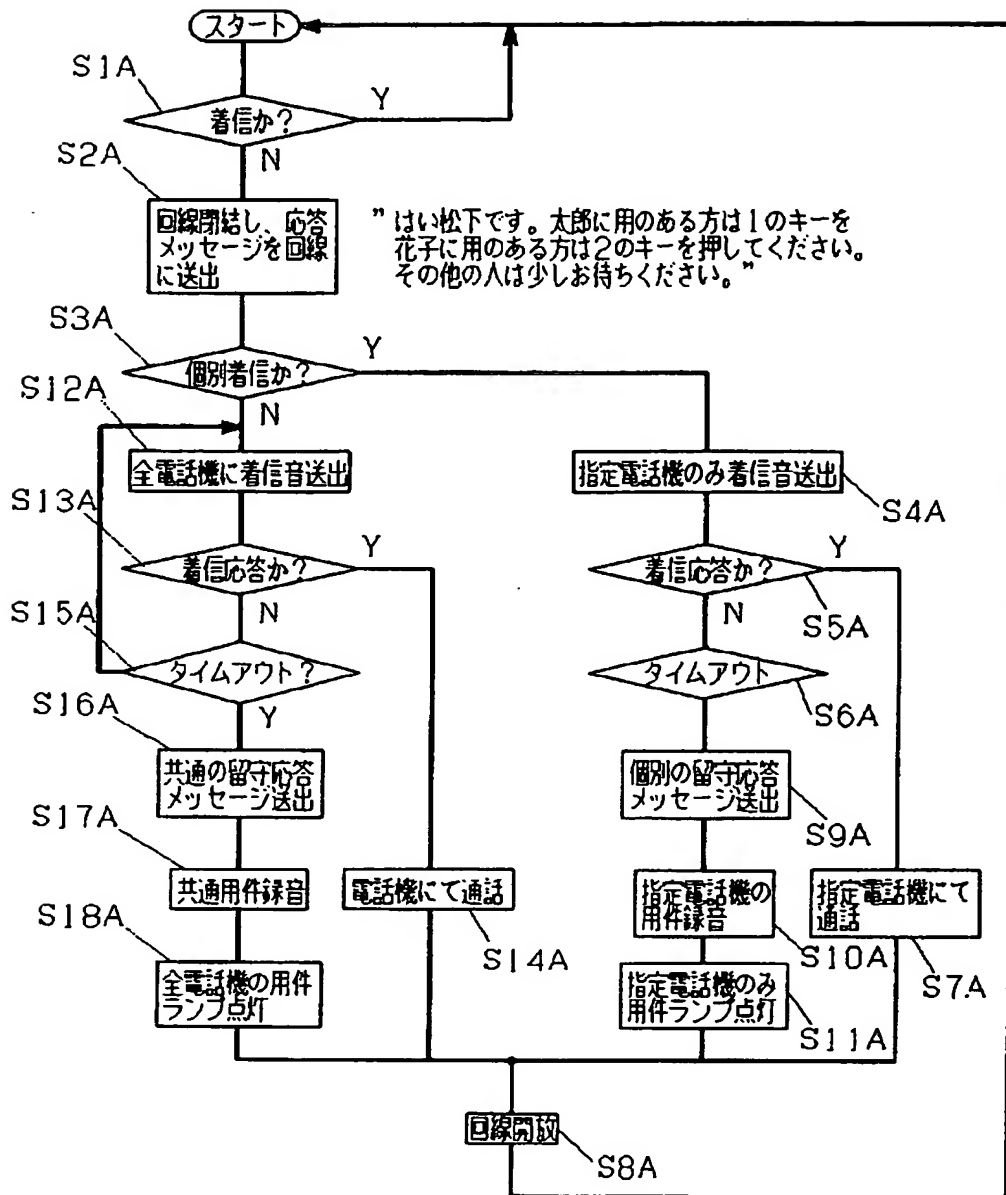 スタート
S1A
着信か?
Y
N
S2A
回線閉結し、応答
メッセージを回線
に送出
”はい松下です。太郎に用のある方は1のキーを
花子に用のある方は2のキーを押してください。
その他の人は少しお待ちください。”
S3A
個別着信か?
Y
N
S12A
全電話機に着信音送出
指定電話機のみ着信音送出
S4A
S13A
着信応答か?
Y
N
着信応答か?
Y
N
S5A
S15A
タイムアウト?
Y
タイムアウト
S6A
S16A
共通の留守応答
メッセージ送出
個別の留守応答
メッセージ送出
S9A
S17A
共通用件録音
電話機にて通話
S14A
指定電話機の
用件録音
S10A
指定電話機にて
通話
S7A
S18A
全電話機の用件
ランプ点灯
指定電話機のみ
用件ランプ点灯
S11A
回線開放
S8A